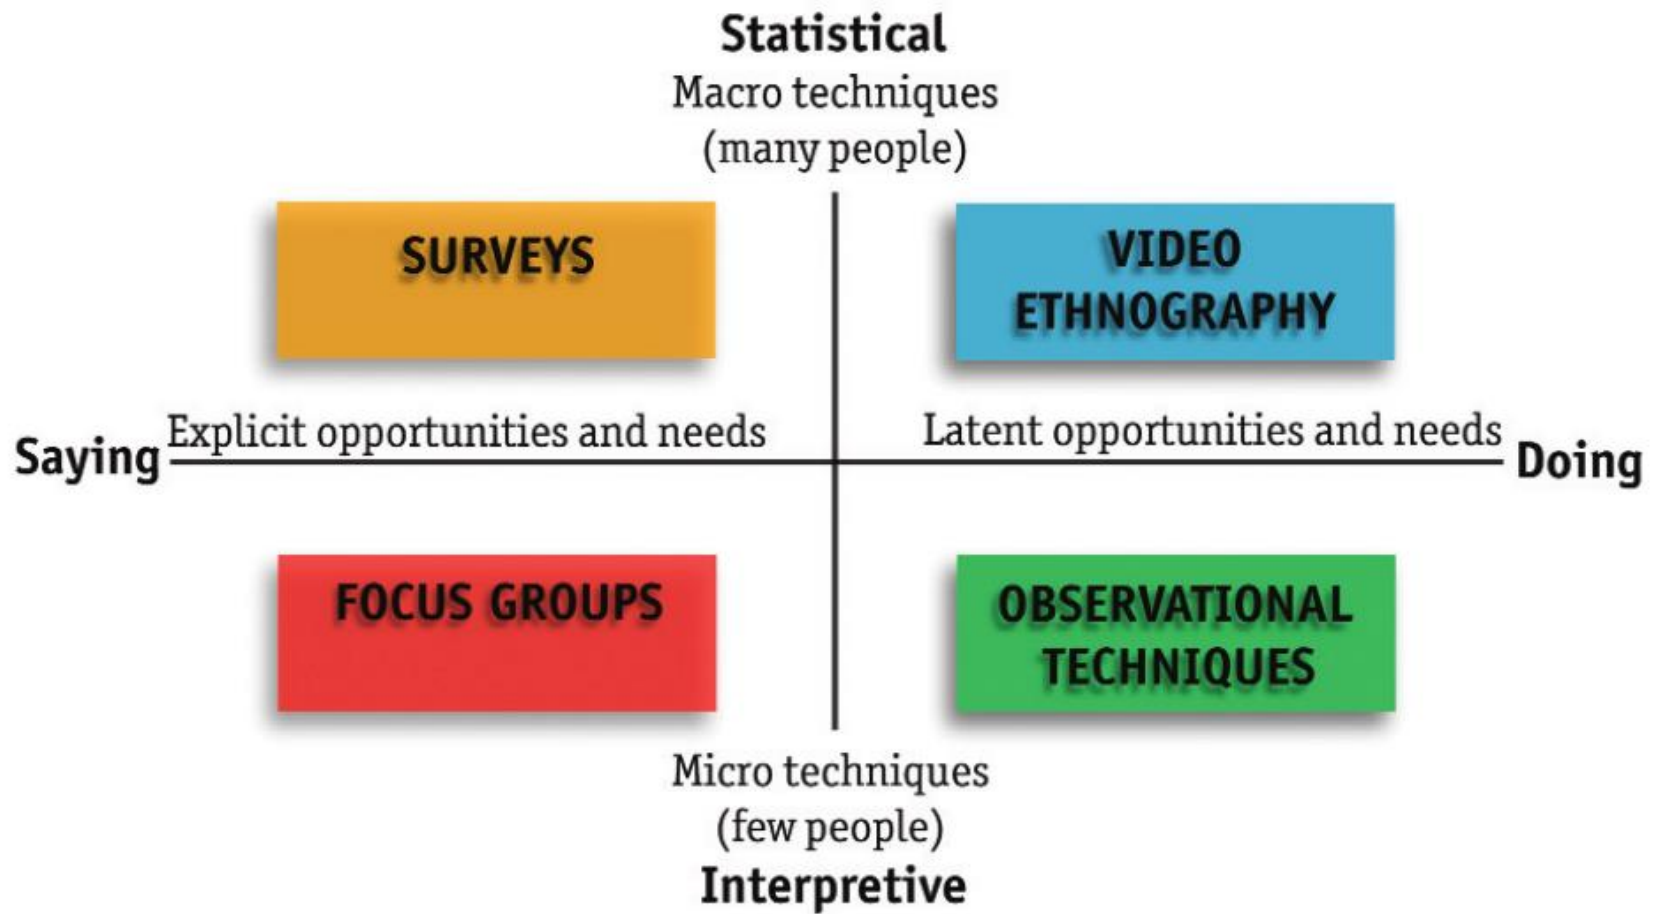 Statistical
Macro techniques
(many people)
SURVEYS
VIDEO
ETHNOGRAPHY
Explicit opportunities and needs
Latent opportunities and needs
Saying
Doing
FOCUS GROUPS
OBSERVATIONAL
TECHNIQUES
Micro techniques
(few people)
Interpretive